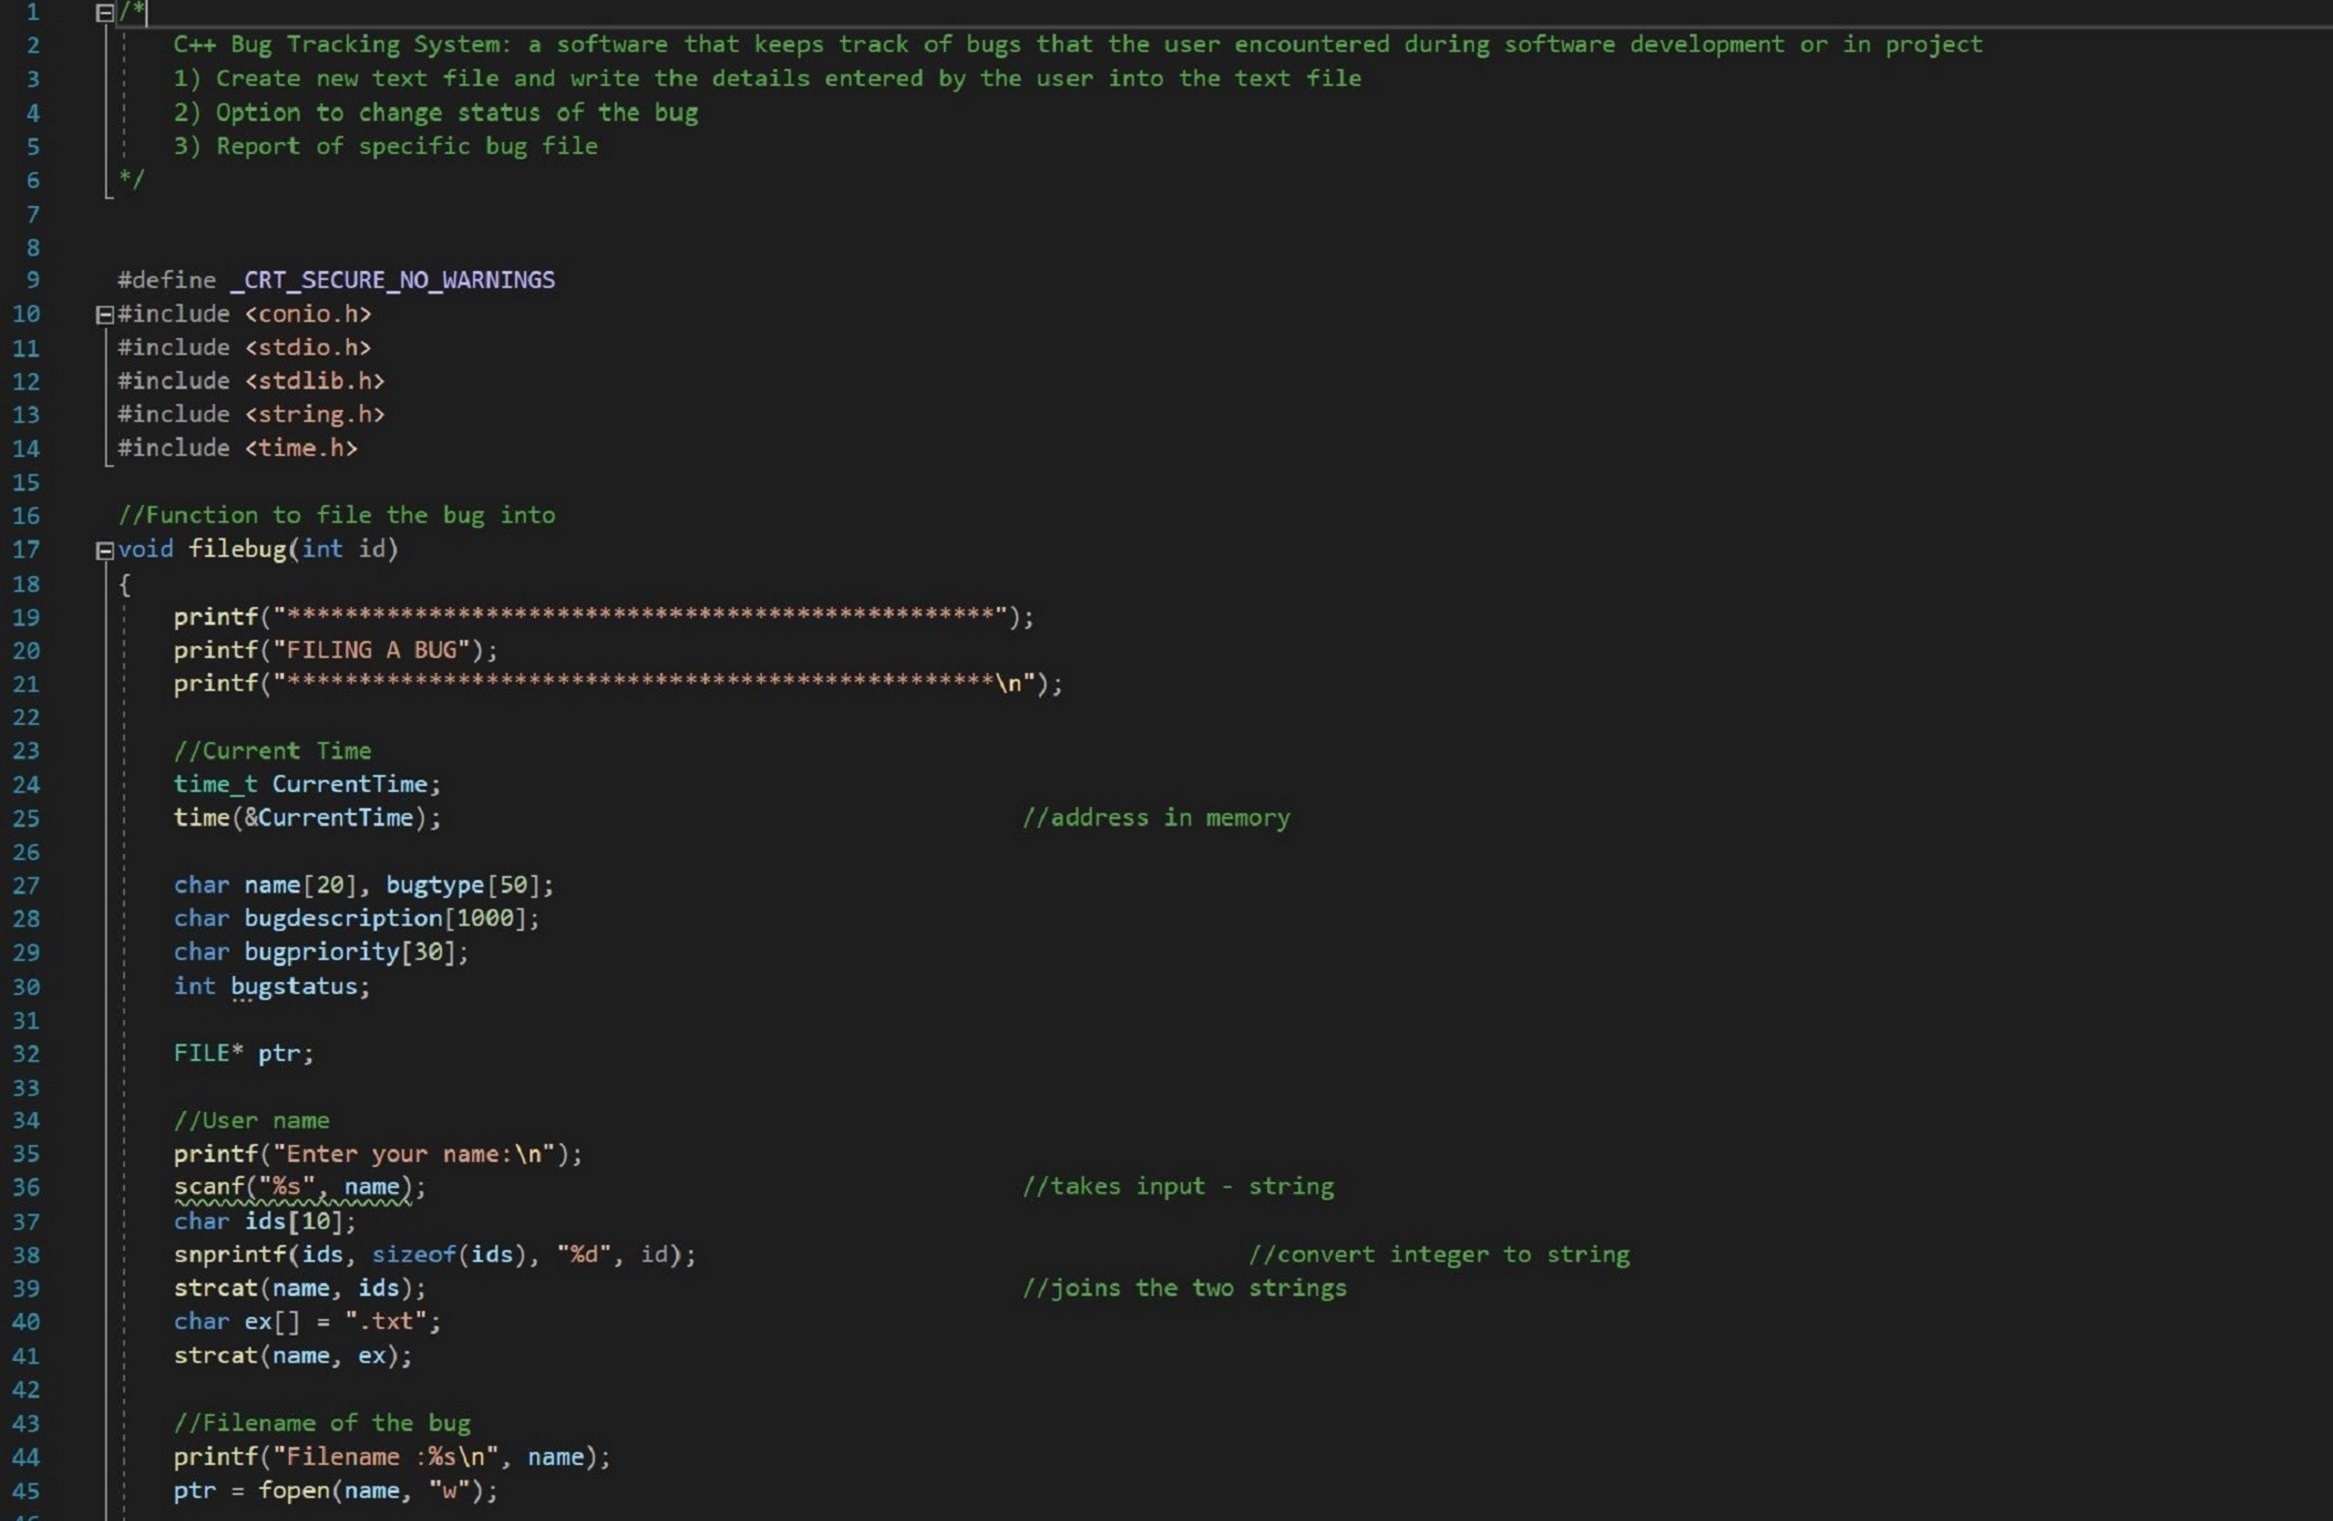 1 /*
2 C++ Bug Tracking System: a software that keeps track of bugs that the user encountered during software development or in project
3 1) Create new text file and write the details entered by the user into the text file
4 2) Option to change status of the bug
5 3) Report of specific bug file
6 */
7
8
9 #define _CRT_SECURE_NO_WARNINGS
10 #include <conio.h>
11 #include <stdio.h>
12 #include <stdlib.h>
13 #include <string.h>
14 #include <time.h>
15
16 //Function to file the bug into
17 void filebug(int id)
18 {
19 printf("**************************************************");
20 printf("FILING A BUG");
21 printf("**************************************************\n");
22
23 //Current Time
24 time_t CurrentTime;
25 time(&CurrentTime); //address in memory
26
27 char name[20], bugtype[50];
28 char bugdescription[1000];
29 char bugpriority[30];
30 int bugstatus;
31
32 FILE* ptr;
33
34 //User name
35 printf("Enter your name:\n");
36 scanf("%s", name); //takes input - string
37 char ids[10];
38 snprintf(ids, sizeof(ids), "%d", id); //convert integer to string
39 strcat(name, ids); //joins the two strings
40 char ex[] = ".txt";
41 strcat(name, ex);
42
43 //Filename of the bug
44 printf("Filename :%s\n", name);
45 ptr = fopen(name, "w");